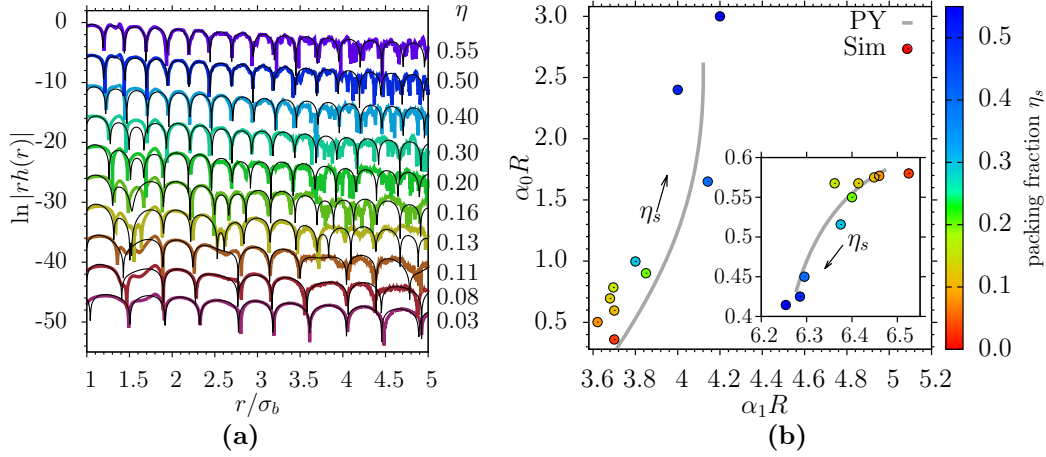 0
-10
-20
-30
-40
-50
ln |rh(r)|
η
0.55
0.50
0.40
0.30
0.20
0.16
0.13
0.11
0.08
0.03
1 1.5 2 2.5 3 3.5 4 4.5 5
r/σ_b
(a)
3.0
2.5
2.0
1.5
1.0
0.5
α₀R
PY
Sim
η_s
3.6 3.8 4 4.2 4.4 4.6 4.8 5 5.2
α₁R
(b)
0.6
0.55
0.5
0.45
0.4
η_s
6.2 6.3 6.4 6.5
0.5
0.4
0.3
0.2
0.1
0.0
packing fraction η_s